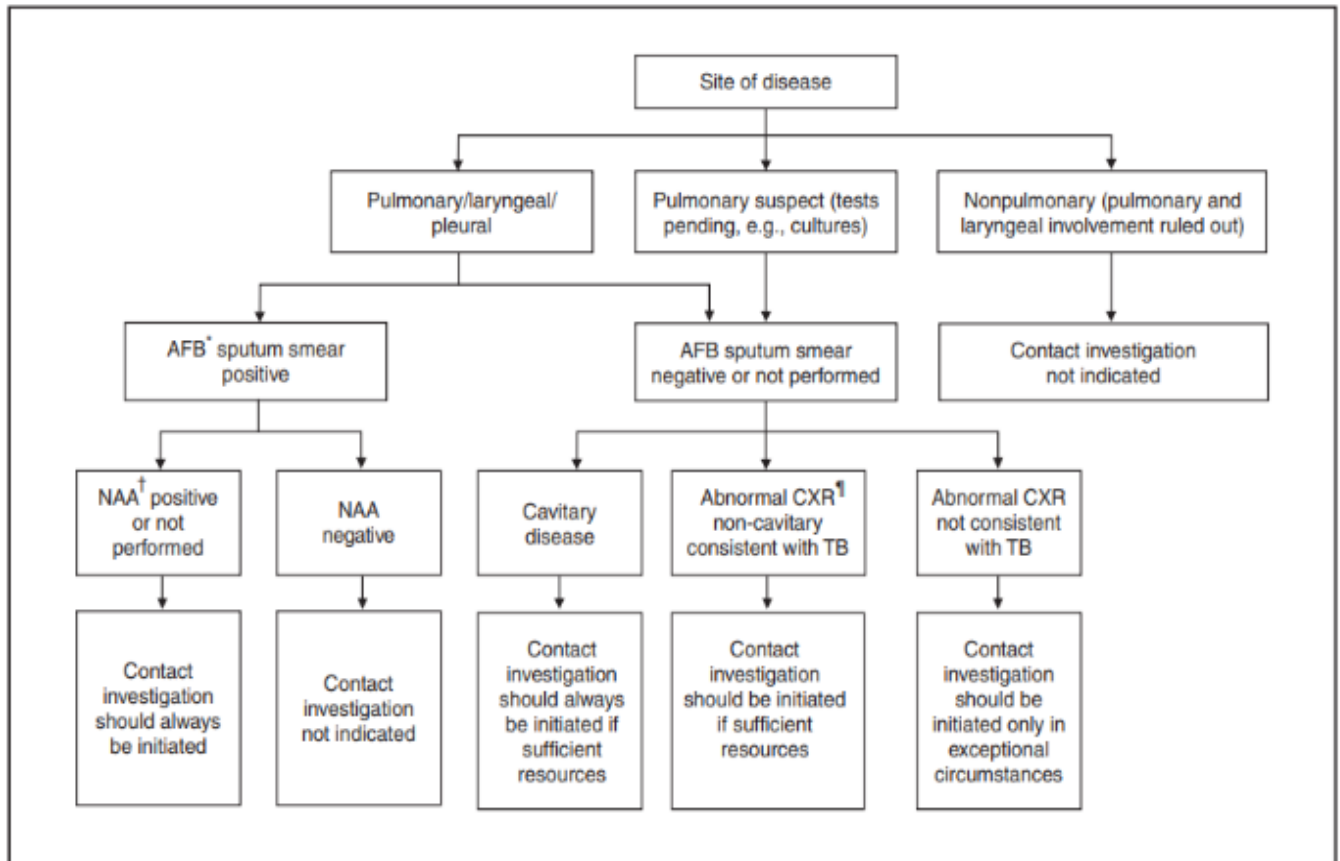 Site of disease
Pulmonary/laryngeal/
pleural
Pulmonary suspect (tests
pending, e.g., cultures)
Nonpulmonary (pulmonary and
laryngeal involvement ruled out)
AFB* sputum smear
positive
AFB sputum smear
negative or not performed
Contact investigation
not indicated
NAA† positive
or not
performed
NAA
negative
Cavitary
disease
Abnormal CXR¶
non-cavitary
consistent with TB
Abnormal CXR
not consistent
with TB
Contact
investigation
should always
be initiated
Contact
investigation
not indicated
Contact
investigation
should always
be initiated if
sufficient
resources
Contact
investigation
should be initiated
if sufficient
resources
Contact
investigation
should be
initiated only in
exceptional
circumstances